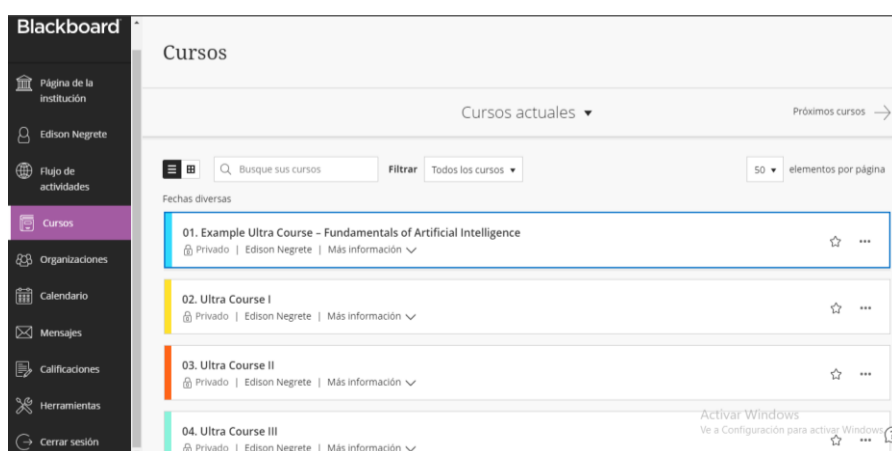 Blackboard
Página de la
institución
Edison Negrete
Flujo de
actividades
Cursos
Organizaciones
Calendario
Mensajes
Calificaciones
Herramientas
Cerrar sesión
Cursos
Cursos actuales
Próximos cursos
Busque sus cursos
Filtrar
Todos los cursos
50
elementos por página
Fechas diversas
01. Example Ultra Course – Fundamentals of Artificial Intelligence
Privado | Edison Negrete | Más información
02. Ultra Course I
Privado | Edison Negrete | Más información
03. Ultra Course II
Privado | Edison Negrete | Más información
04. Ultra Course III
Privado | Edison Negrete | Más información
Activar Windows
Ve a Configuración para activar Windows.